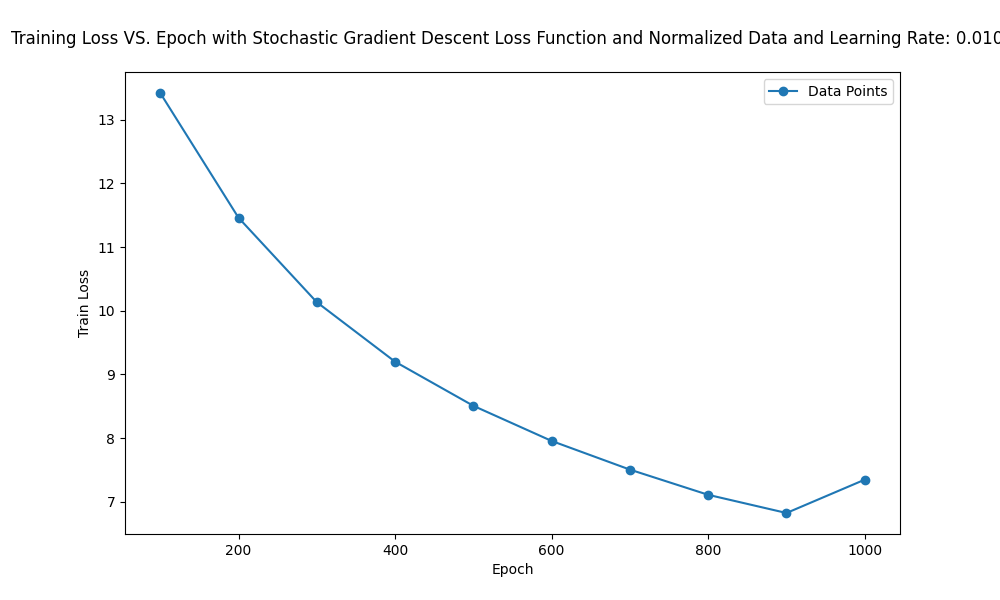 Training Loss VS. Epoch with Stochastic Gradient Descent Loss Function and Normalized Data and Learning Rate: 0.010
Data Points
13
12
11
10
9
8
7
Train Loss
200 400 600 800 1000
Epoch